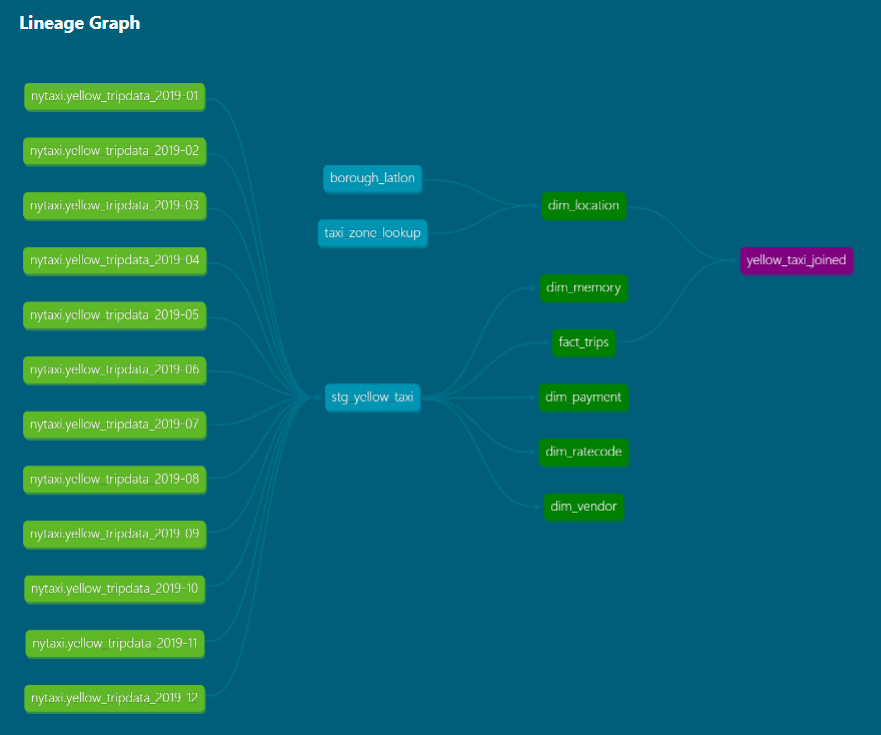 Lineage Graph
nytaxi.yellow_tripdata_2019-01
nytaxi.yellow_tripdata_2019-02
nytaxi.yellow_tripdata_2019-03
nytaxi.yellow_tripdata_2019-04
nytaxi.yellow_tripdata_2019-05
nytaxi.yellow_tripdata_2019-06
nytaxi.yellow_tripdata_2019-07
nytaxi.yellow_tripdata_2019-08
nytaxi.yellow_tripdata_2019-09
nytaxi.yellow_tripdata_2019-10
nytaxi.yellow_tripdata_2019-11
nytaxi.yellow_tripdata_2019-12
borough_latlon
taxi_zone_lookup
stg_yellow_taxi
dim_location
dim_memory
fact_trips
dim_payment
dim_ratecode
dim_vendor
yellow_taxi_joined